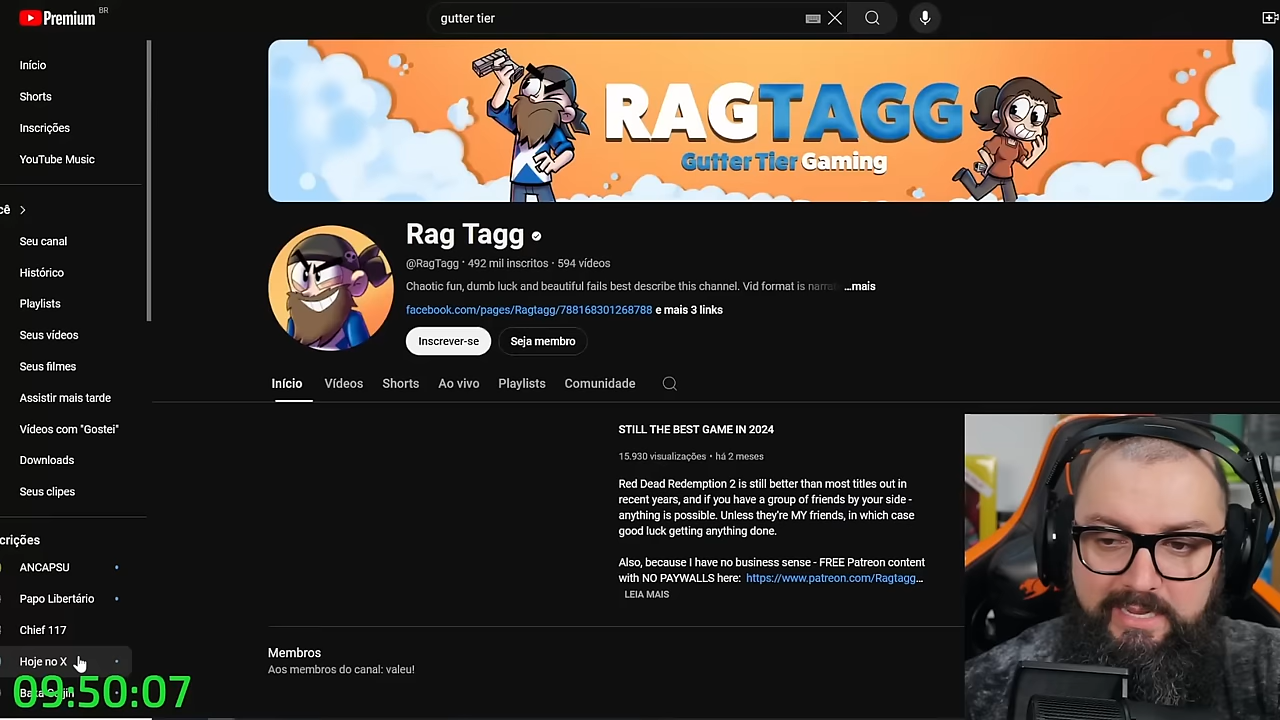 Premium BR
gutter tier
Início
Shorts
Inscrições
YouTube Music
cê
Seu canal
Histórico
Playlists
Seus vídeos
Seus filmes
Assistir mais tarde
Vídeos com "Gostei"
Downloads
Seus clipes
crições
ANCAPSU
Papo Libertário
Chief 117
Hoje no X
09:50:07
RAGTAGG
Gutter Tier Gaming
Rag Tagg
@RagTagg · 492 mil inscritos · 594 vídeos
Chaotic fun, dumb luck and beautiful fails best describe this channel. Vid format is ...mais
facebook.com/pages/Ragtagg/788168301268788 e mais 3 links
Inscrever-se Seja membro
Início Vídeos Shorts Ao vivo Playlists Comunidade
STILL THE BEST GAME IN 2024
15.930 visualizações • há 2 meses
Red Dead Redemption 2 is still better than most titles out in
recent years, and if you have a group of friends by your side -
anything is possible. Unless they're MY friends, in which case
good luck getting anything done.
Also, because I have no business sense - FREE Patreon content
with NO PAYWALLS here: https://www.patreon.com/Ragtagg...
LEIA MAIS
Membros
Aos membros do canal: valeu!